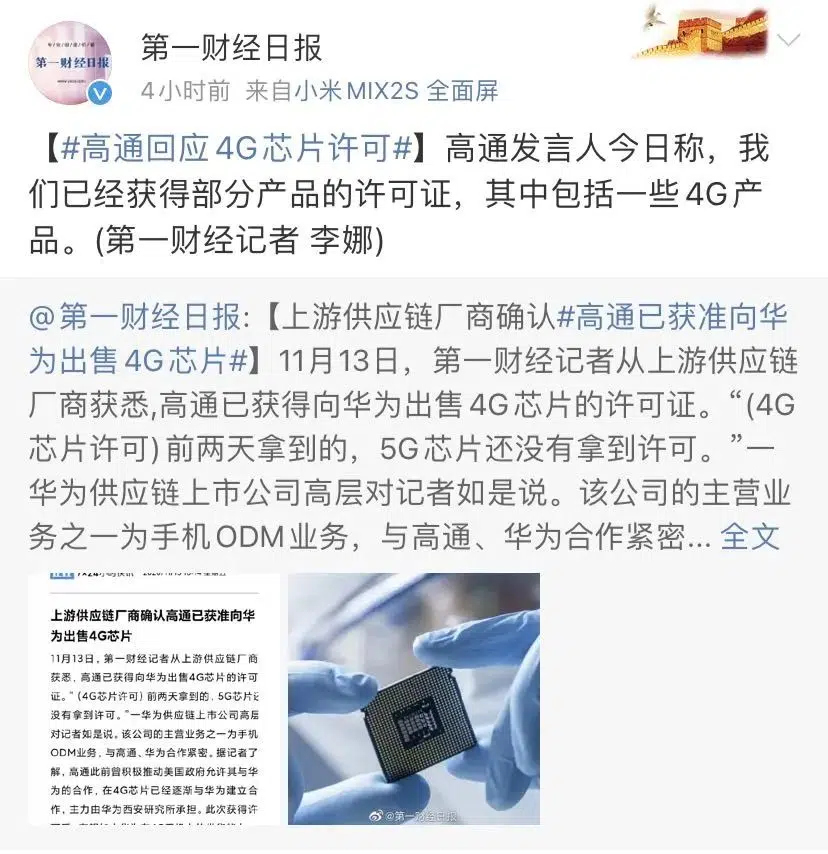 专业创造价值
第一财经日报
www.yicai.com
第一财经日报
4小时前 来自小米MIX2S 全面屏
【#高通回应4G芯片许可#】高通发言人今日称，我
们已经获得部分产品的许可证，其中包括一些4G产
品。(第一财经记者 李娜)
@第一财经日报:【上游供应链厂商确认#高通已获准向华
为出售4G芯片#】11月13日，第一财经记者从上游供应链
厂商获悉,高通已获得向华为出售4G芯片的许可证。“(4G
芯片许可) 前两天拿到的，5G芯片还没有拿到许可。”一
华为供应链上市公司高层对记者如是说。该公司的主营业
务之一为手机ODM业务，与高通、华为合作紧密... 全文
上游供应链厂商确认高通已获准向华
为出售4G芯片
11月13日，第一财经记者从上游供应链厂商
获悉，高通已获得向华为出售4G芯片的许可
证。“（4G芯片许可）前两天拿到的，5G芯片还
没有拿到许可。”一华为供应链上市公司高层
对记者如是说。该公司的主营业务之一为手机
ODM业务，与高通、华为合作紧密。据记者了
解，高通此前曾积极推动美国政府允许其与华
为的合作，在4G芯片已经逐渐与华为建立合
作，主力由华为西安研究所承担。此次获得许
@第一财经日报